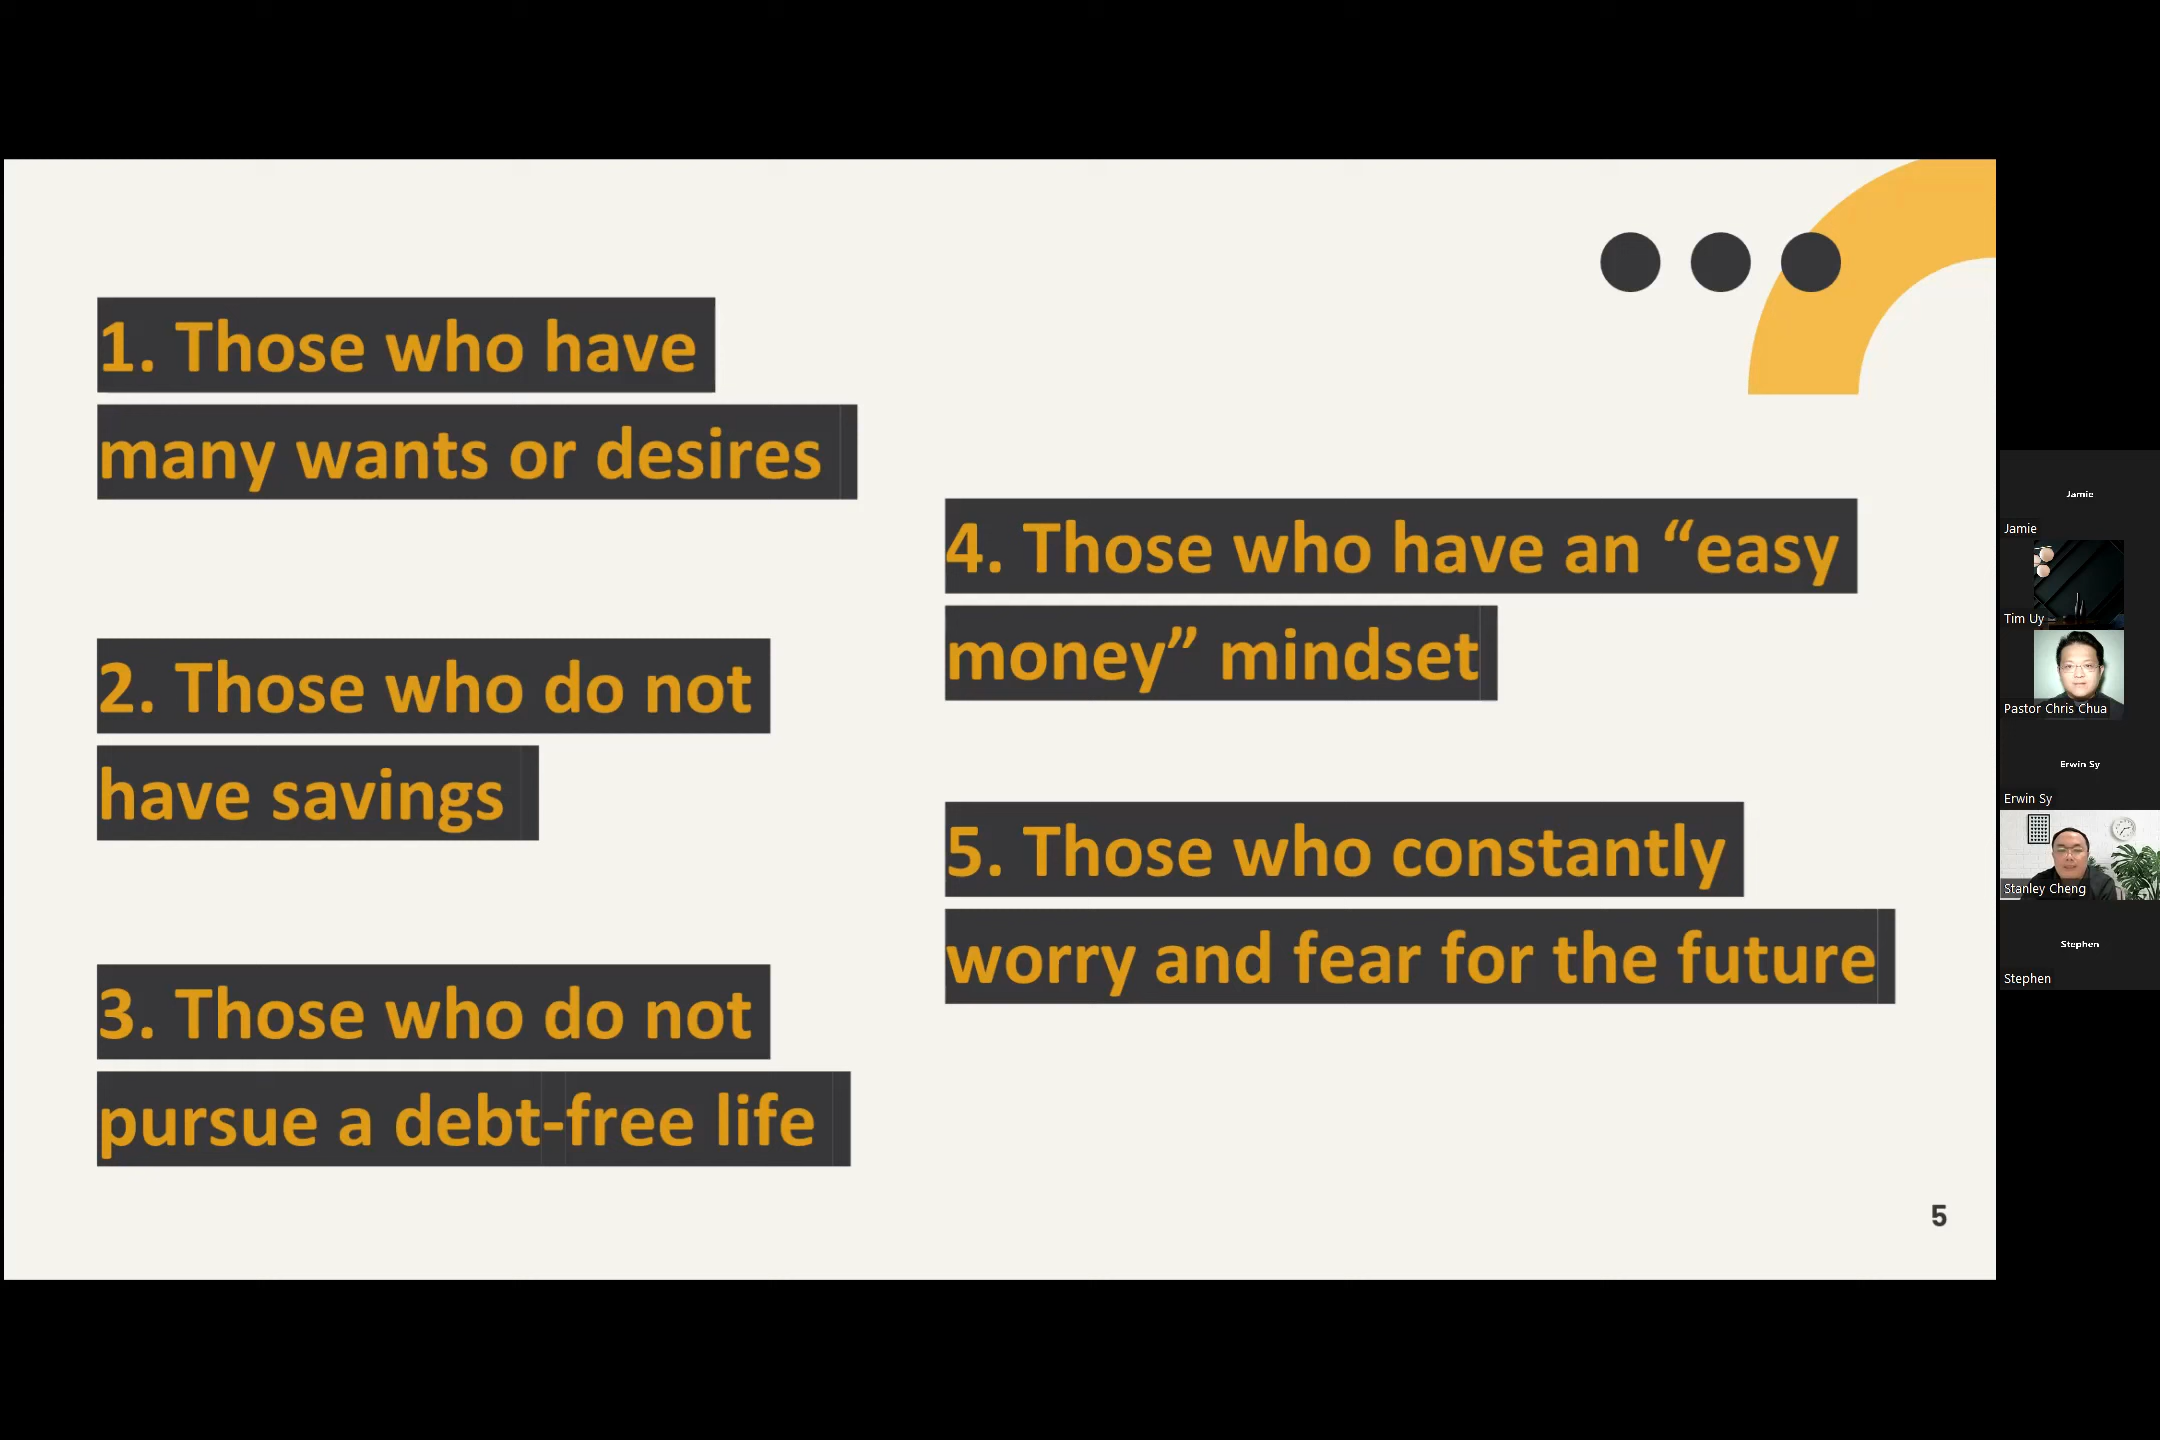 1. Those who have
many wants or desires
2. Those who do not
have savings
3. Those who do not
pursue a debt-free life
4. Those who have an “easy
money” mindset
5. Those who constantly
worry and fear for the future
5
Jamie
Jamie
Tim Uy
Pastor Chris Chua
Erwin Sy
Erwin Sy
Stanley Cheng
Stephen
Stephen